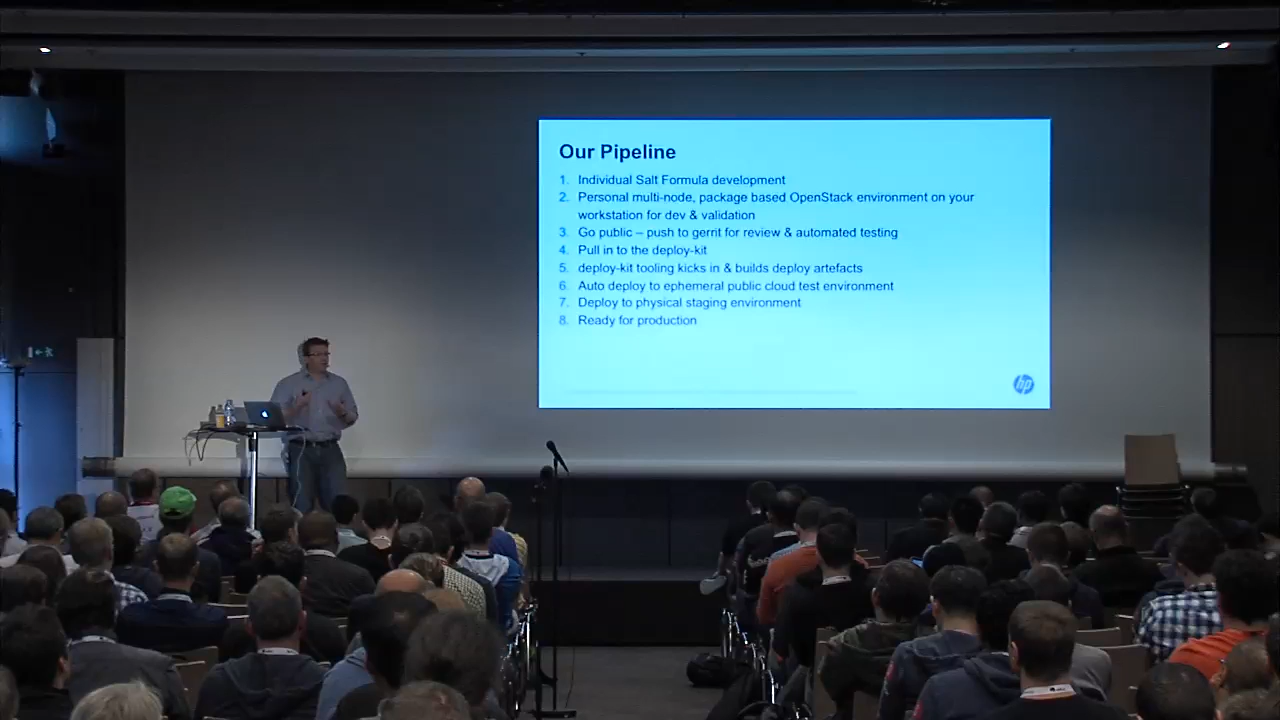 Our Pipeline
1. Individual Salt Formula development
2. Personal multi-node, package based OpenStack environment on your
workstation for dev & validation
3. Go public – push to gerrit for review & automated testing
4. Pull in to the deploy-kit
5. deploy-kit tooling kicks in & builds deploy artefacts
6. Auto deploy to ephemeral public cloud test environment
7. Deploy to physical staging environment
8. Ready for production
hp